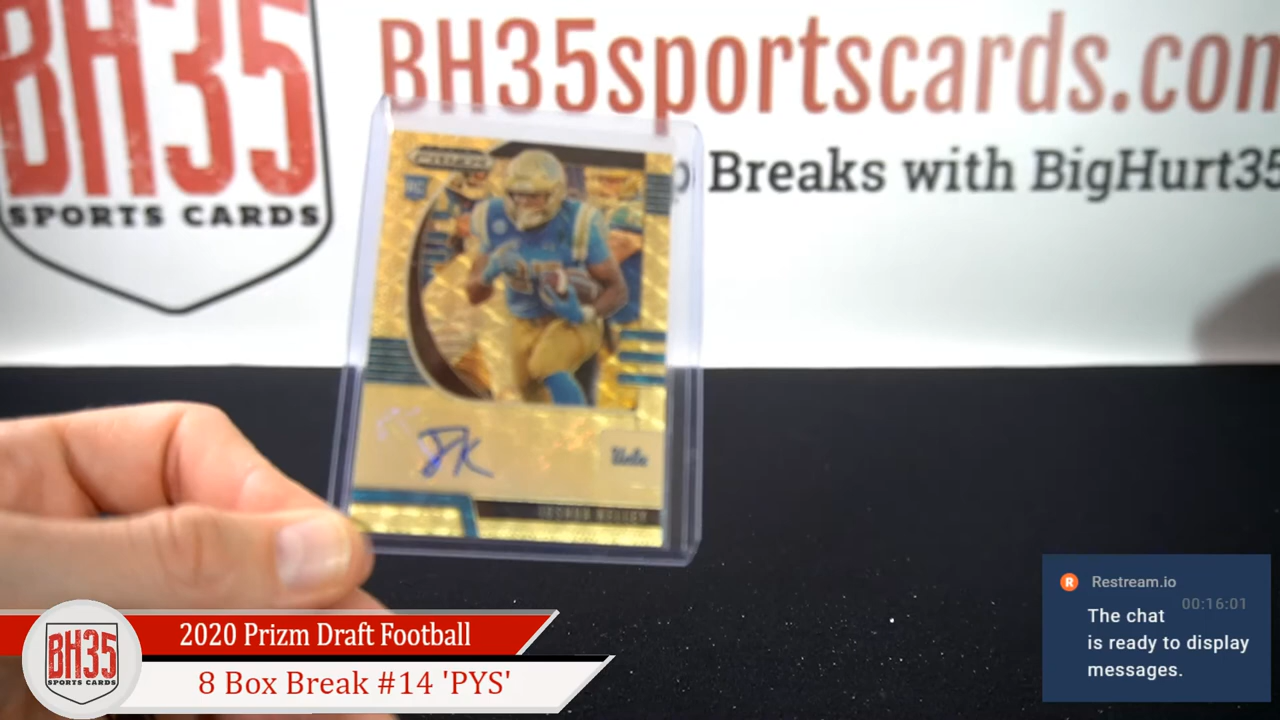 BH35
SPORTS CARDS
BH35sportscards.com
Breaks with BigHurt35
PRIZM
RC
Ucla
2020 Prizm Draft Football
8 Box Break #14 'PYS'
BH35
SPORTS CARDS
Restream.io
00:16:01
The chat
is ready to display
messages.